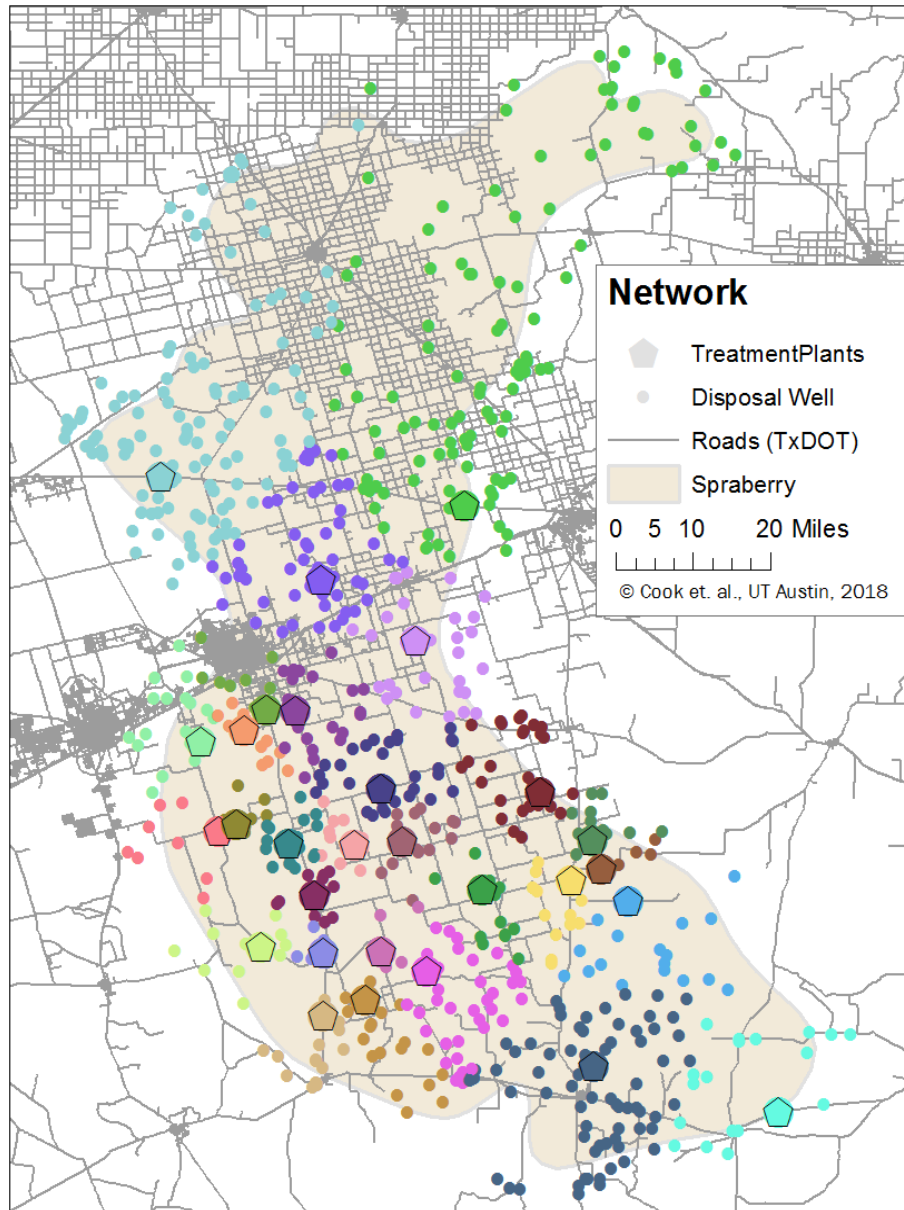 Network
TreatmentPlants
Disposal Well
Roads (TxDOT)
Spraberry
0 5 10 20 Miles
© Cook et. al., UT Austin, 2018